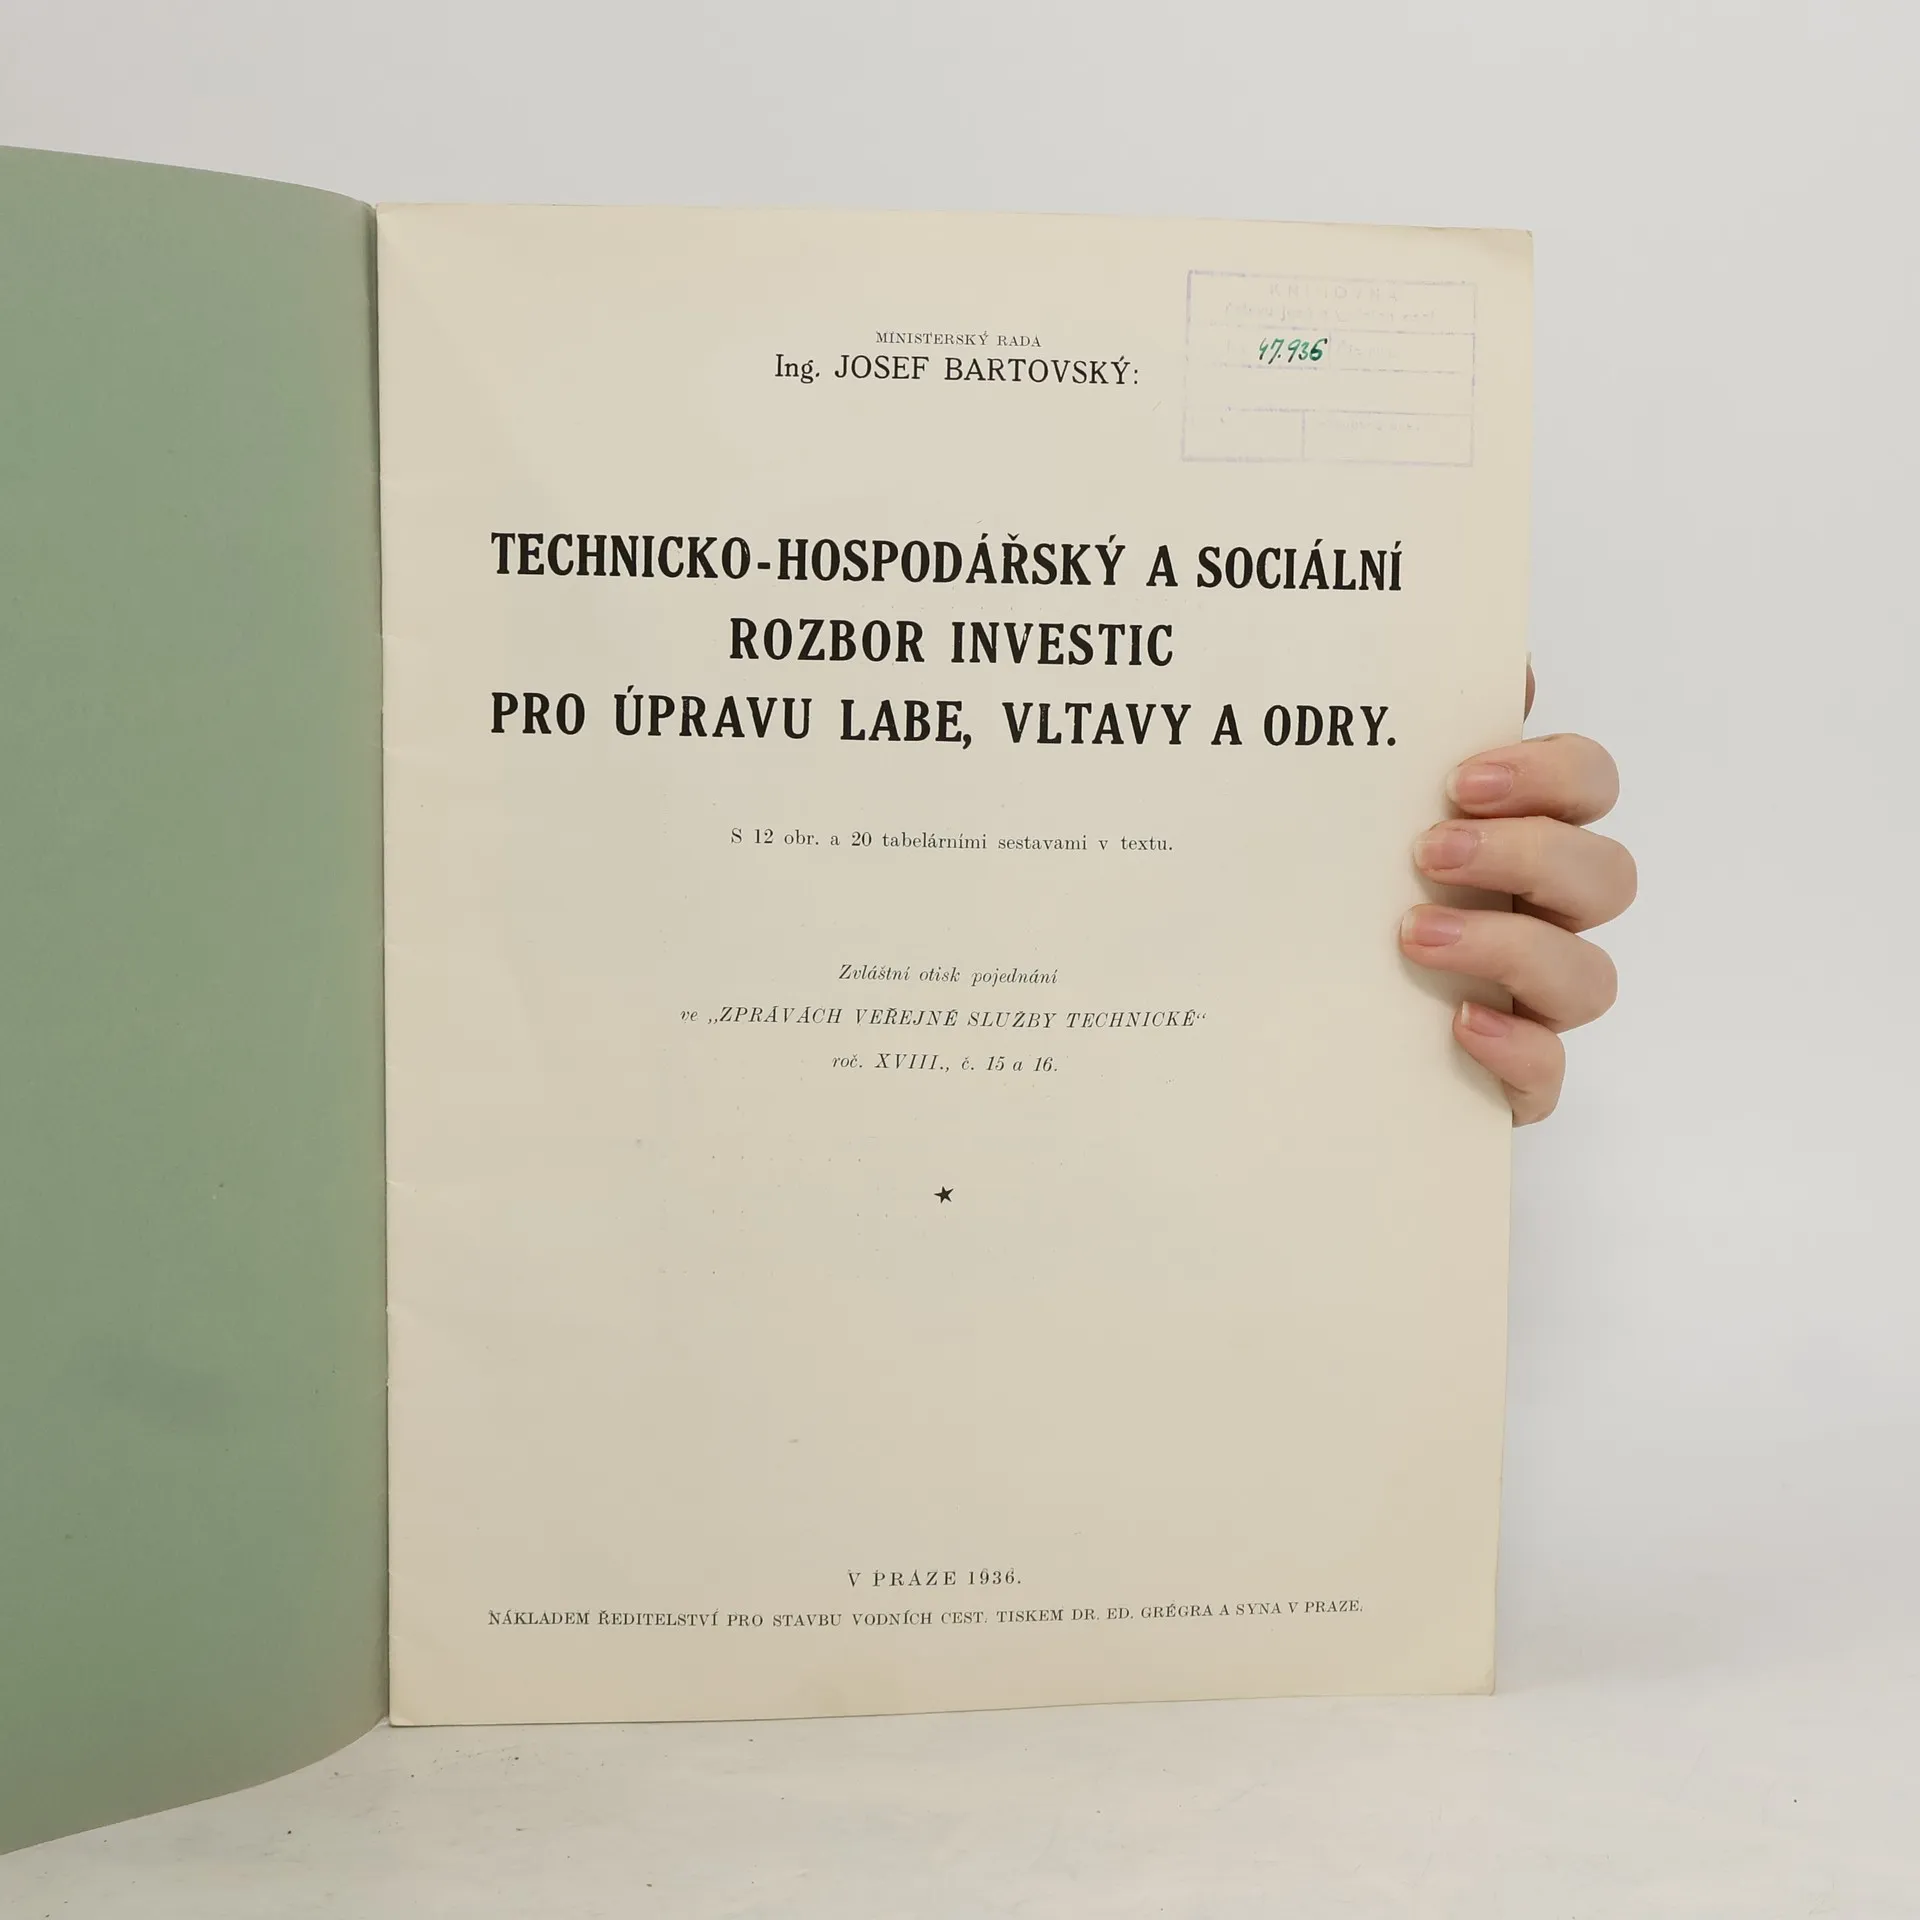 MINISTERSKÝ RADA
Ing. JOSEF BARTOVSKÝ:
KNIHOVNA
47.936
TECHNICKO-HOSPODÁŘSKÝ A SOCIÁLNÍ
ROZBOR INVESTIC
PRO ÚPRAVU LABE, VLTAVY A ODRY.
S 12 obr. a 20 tabelárními sestavami v textu.
Zvláštní otisk pojednání
ve „ZPRÁVÁCH VEŘEJNÉ SLUŽBY TECHNICKÉ“
roč. XVIII., č. 15 a 16.
V PRAZE 1936.
NÁKLADEM ŘEDITELSTVÍ PRO STAVBU VODNÍCH CEST. TISKEM DR. ED. GRÉGRA A SYNA V PRAZE.